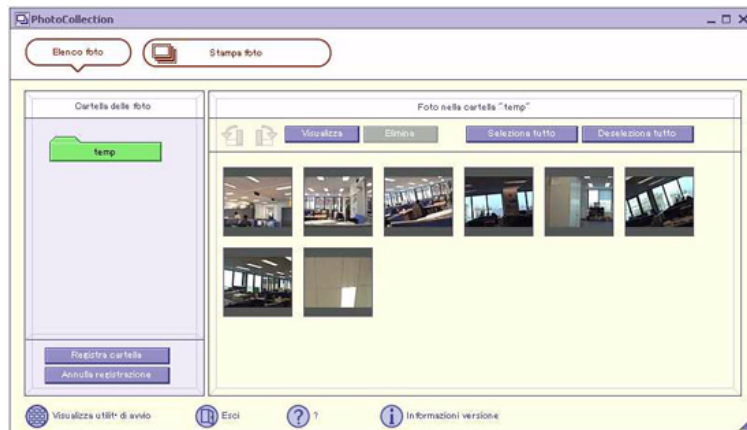 PhotoCollection
Elenco foto
Stampa foto
Cartella delle foto
Foto nella cartella "temp"
temp
Visualizza
Elimina
Seleziona tutto
Deseleziona tutto
Registra cartella
Annulla registrazione
Visualizza utilit• di avvio
Esci
?
Informazioni versione